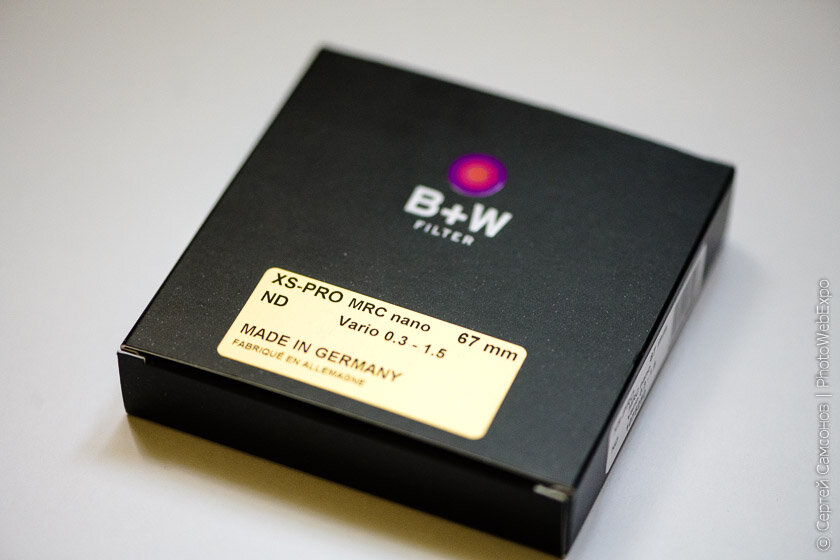 B+W
FILTER
XS-PRO MRC nano 67 mm
ND Vario 0.3 - 1.5
MADE IN GERMANY
FABRIQUÉ EN ALLEMAGNE
© Сергей Самсонов | PhotoWebExpo